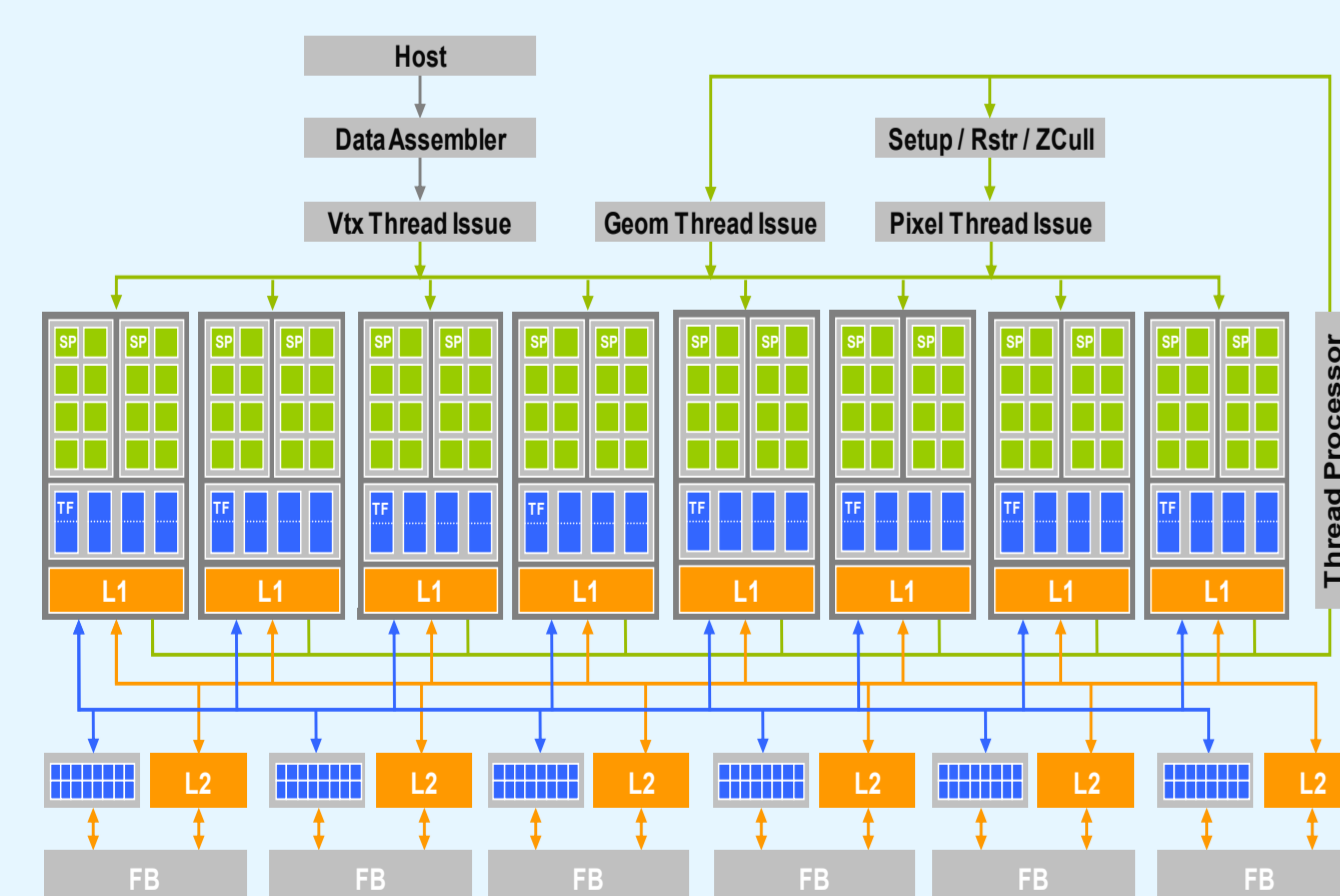 Host
Data Assembler
Setup / Rstr / ZCull
Vtx Thread Issue
Geom Thread Issue
Pixel Thread Issue
SP SP SP SP SP SP SP SP SP SP SP SP SP SP SP SP
TF TF TF TF TF TF TF TF
Thread Processor
L1 L1 L1 L1 L1 L1 L1 L1
L2 L2 L2 L2 L2 L2
FB FB FB FB FB FB